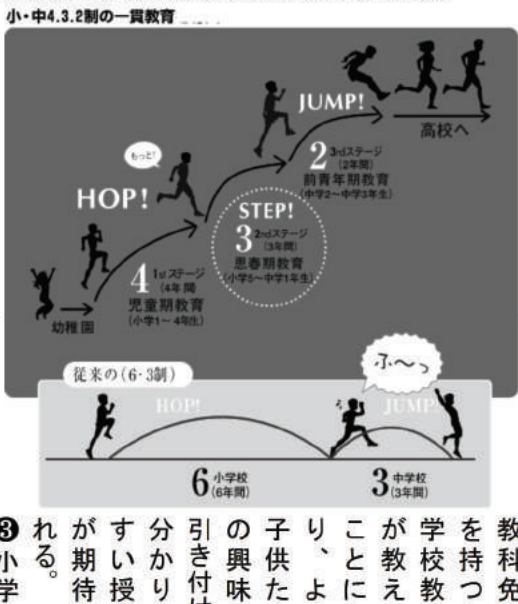 小・中4.3.2制の一貫教育
JUMP!
高校へ
2 3rdステージ
(2年間)
前青年期教育
(中学2〜中学3年生)
もっと!
HOP!
STEP!
3 2ndステージ
(3年間)
思春期教育
(小学5〜中学1年生)
4 1stステージ
(4年間)
児童期教育
(小学1〜4年生)
幼稚園
従来の(6・3制)
ふ〜っ
HOP!
JUMP!
6 小学校
(6年間)
3 中学校
(3年間)
教科免
を持つ
学校教
が教え
ことに
り、よ
子供た
の興味
引き付け
分かり
すい授
が期待
れる。
❸小学